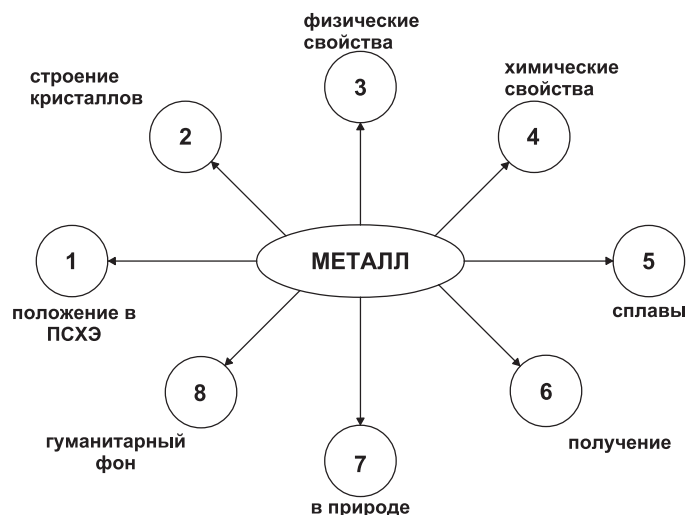 физические
свойства
3
химические
свойства
4
строение
кристаллов
2
МЕТАЛЛ
1
положение в
ПСХЭ
5
сплавы
8
гуманитарный
фон
6
получение
7
в природе